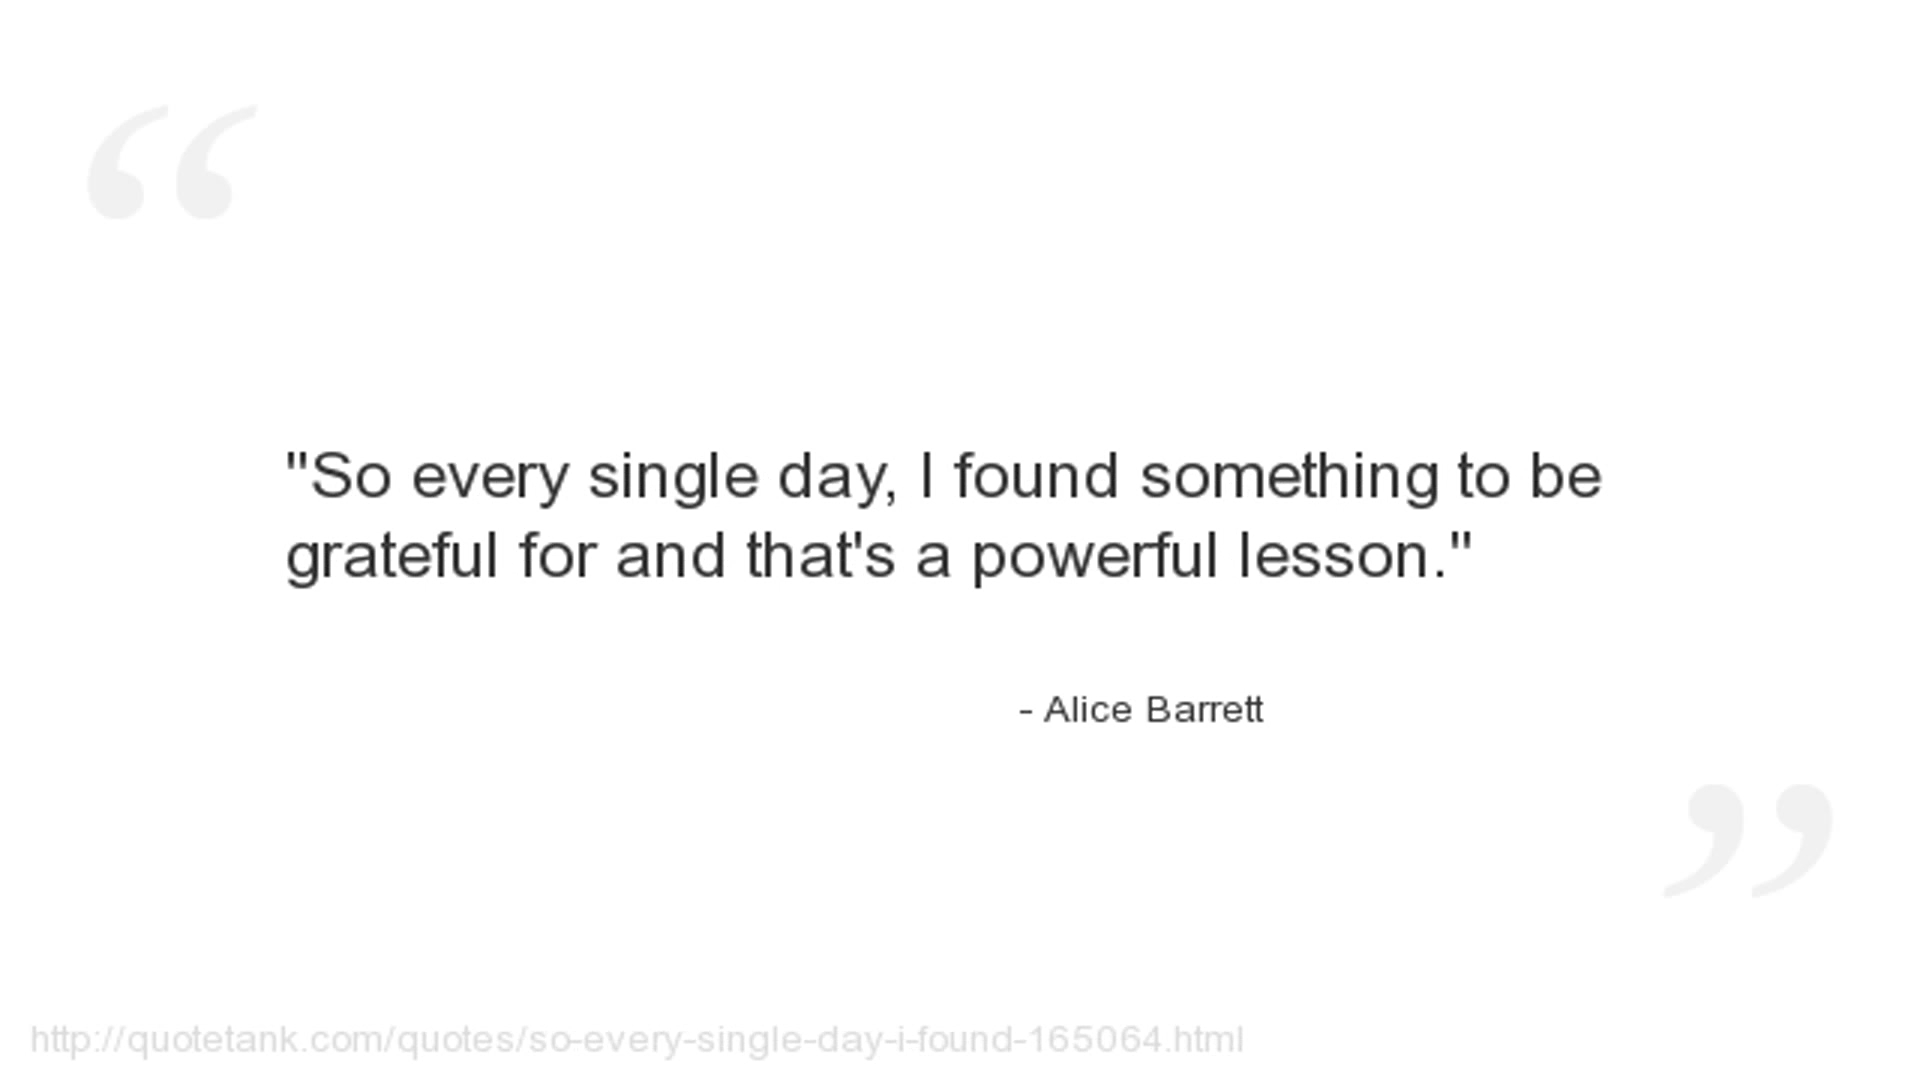 "So every single day, I found something to be
grateful for and that's a powerful lesson."
- Alice Barrett
http://quotetank.com/quotes/so-every-single-day-i-found-165064.html